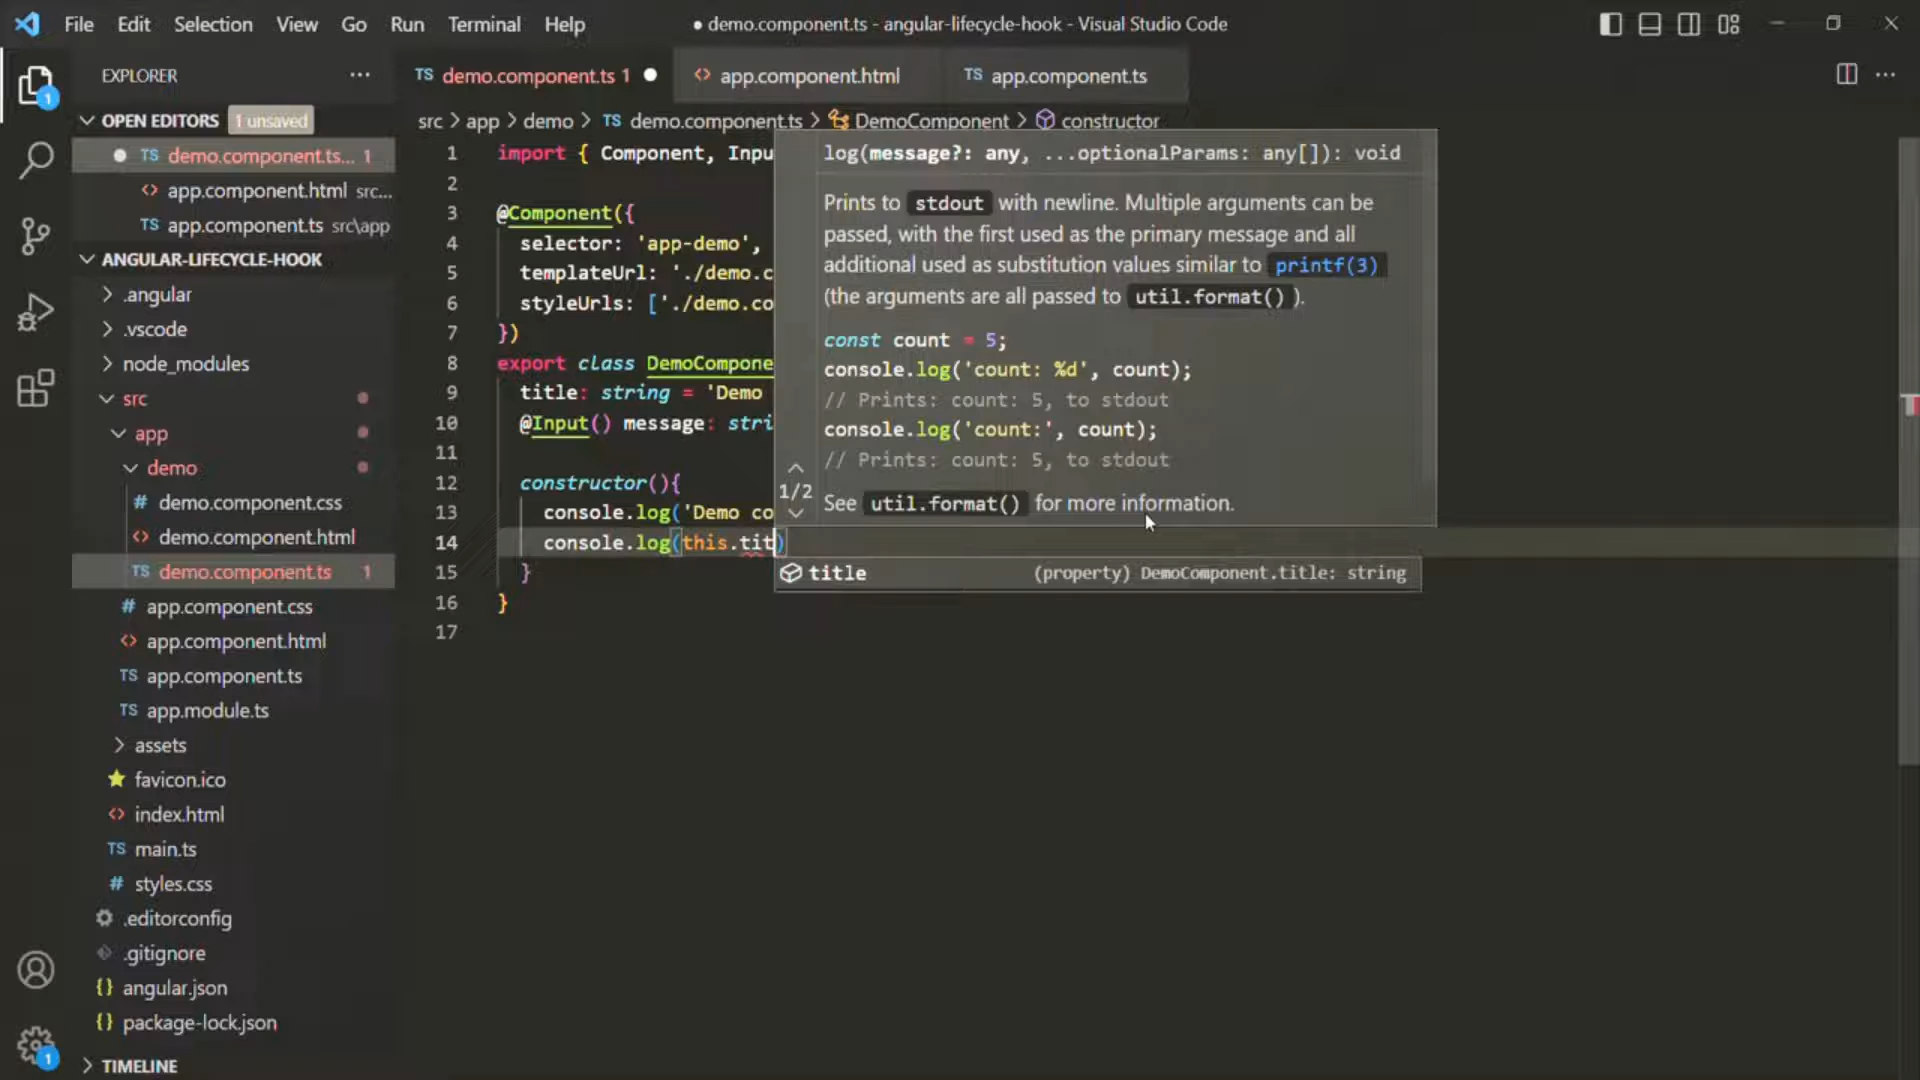 File Edit Selection View Go Run Terminal Help
● demo.component.ts - angular-lifecycle-hook - Visual Studio Code
EXPLORER ...
TS demo.component.ts 1 ●
<> app.component.html
TS app.component.ts
...
1
OPEN EDITORS 1 unsaved
● TS demo.component.ts... 1
<> app.component.html src...
TS app.component.ts src\app
ANGULAR-LIFECYCLE-HOOK
.angular
.vscode
node_modules
src
app
demo
# demo.component.css
<> demo.component.html
TS demo.component.ts 1
# app.component.css
<> app.component.html
TS app.component.ts
TS app.module.ts
assets
favicon.ico
<> index.html
TS main.ts
# styles.css
.editorconfig
.gitignore
{} angular.json
{} package-lock.json
TIMELINE
1
src > app > demo > TS demo.component.ts > DemoComponent > constructor
1 import { Component, Inpu
2
3 @Component({
4 selector: 'app-demo',
5 templateUrl: './demo.c
6 styleUrls: ['./demo.co
7 })
8 export class DemoCompone
9 title: string = 'Demo
10 @Input() message: stri
11
12 constructor(){
13 console.log('Demo co
14 console.log(this.tit)
15 }
16 }
17
log(message?: any, ...optionalParams: any[]): void
Prints to stdout with newline. Multiple arguments can be
passed, with the first used as the primary message and all
additional used as substitution values similar to printf(3)
(the arguments are all passed to util.format() ).
const count = 5;
console.log('count: %d', count);
// Prints: count: 5, to stdout
console.log('count:', count);
// Prints: count: 5, to stdout
1/2
See util.format() for more information.
title (property) DemoComponent.title: string